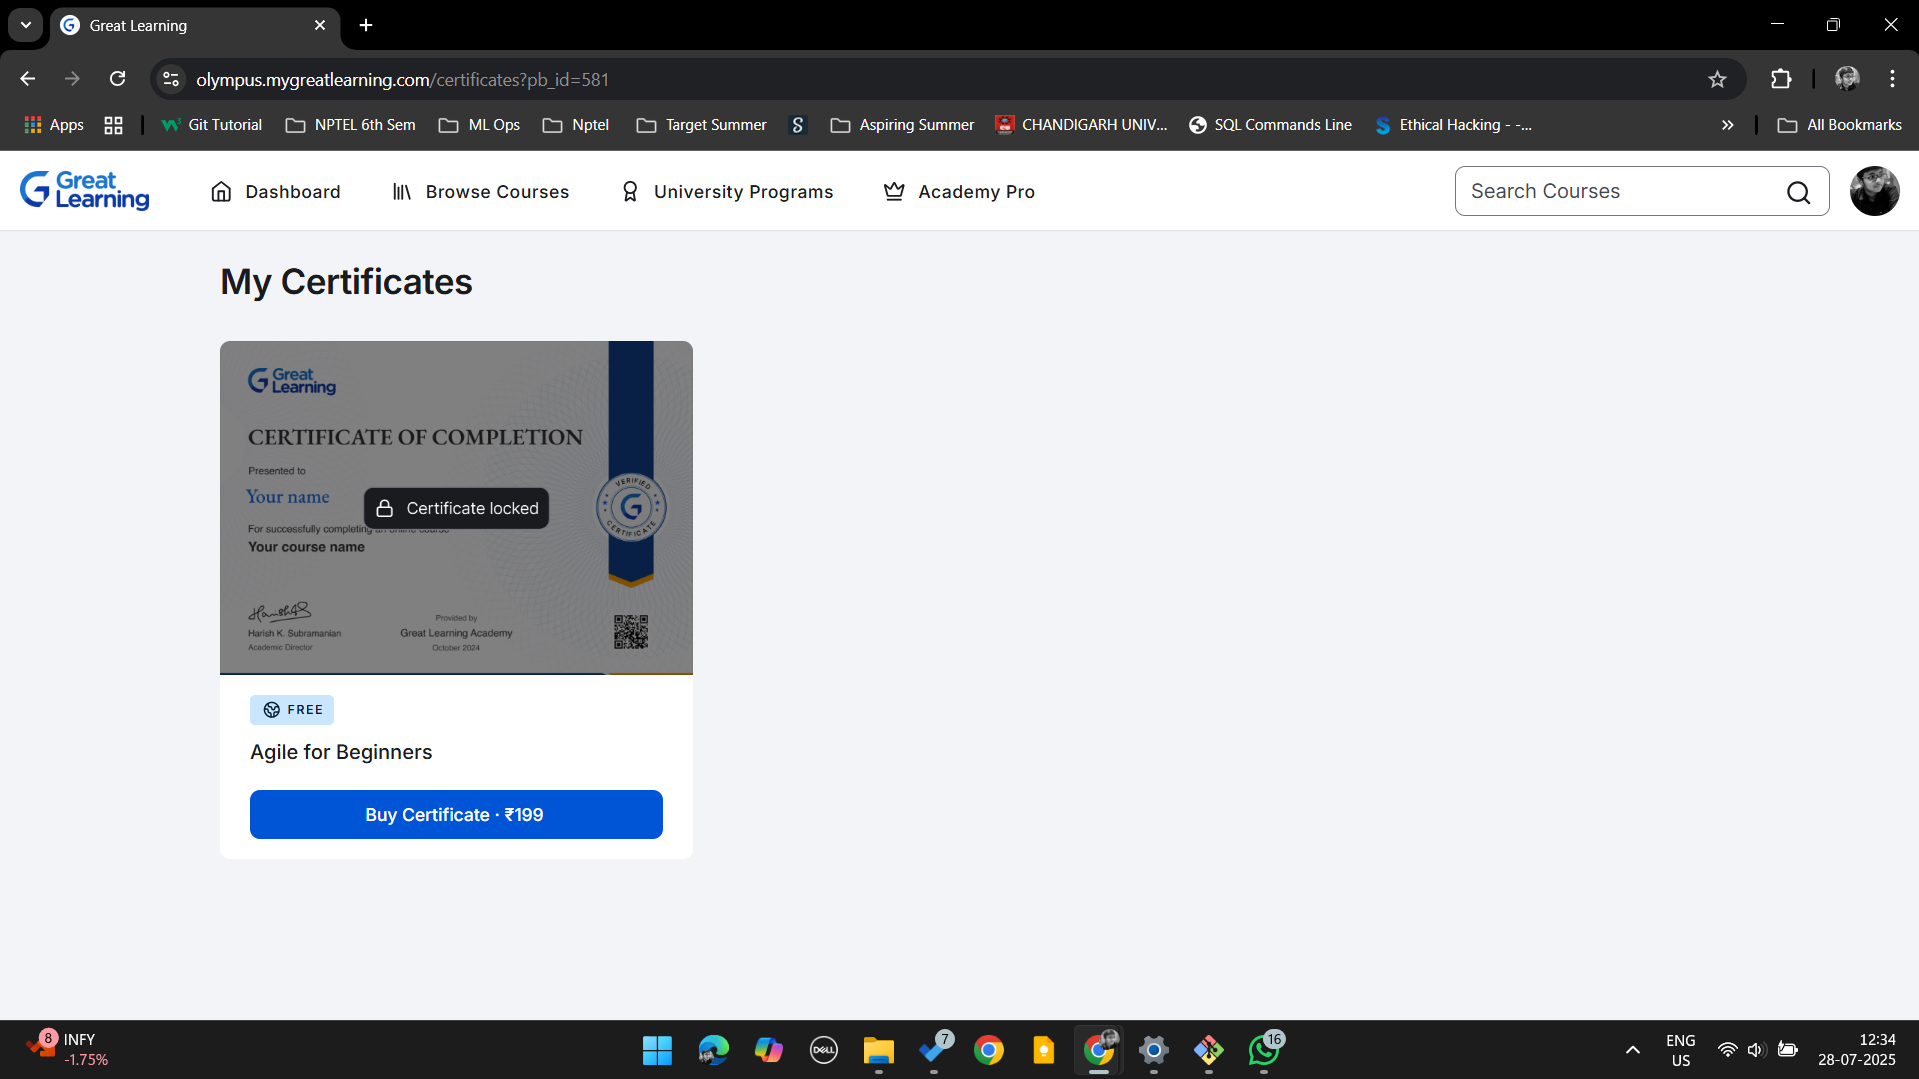 Great Learning
olympus.mygreatlearning.com/certificates?pb_id=581
Apps
Git Tutorial
NPTEL 6th Sem
ML Ops
Nptel
Target Summer
Aspiring Summer
CHANDIGARH UNIV...
SQL Commands Line
Ethical Hacking - -...
All Bookmarks
Great
Learning
Dashboard
Browse Courses
University Programs
Academy Pro
Search Courses
My Certificates
Great
Learning
CERTIFICATE OF COMPLETION
Presented to
Your name
Certificate locked
For successfully completing an online course
Your course name
VERIFIED
CERTIFICATE
Harish K. Subramanian
Academic Director
Provided by
Great Learning Academy
October 2024
FREE
Agile for Beginners
Buy Certificate · ₹199
8
INFY
-1.75%
DELL
7
16
ENG
US
12:34
28-07-2025